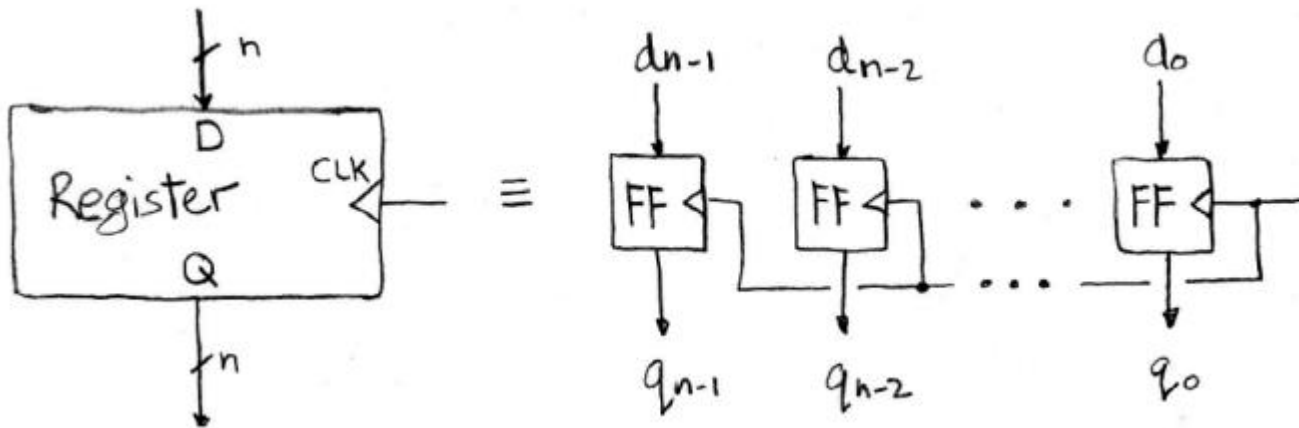 n
D
CLK
Register
Q
n
≡
dn-1 dn-2 d0
FF FF . . . FF
. . .
qn-1 qn-2 q0